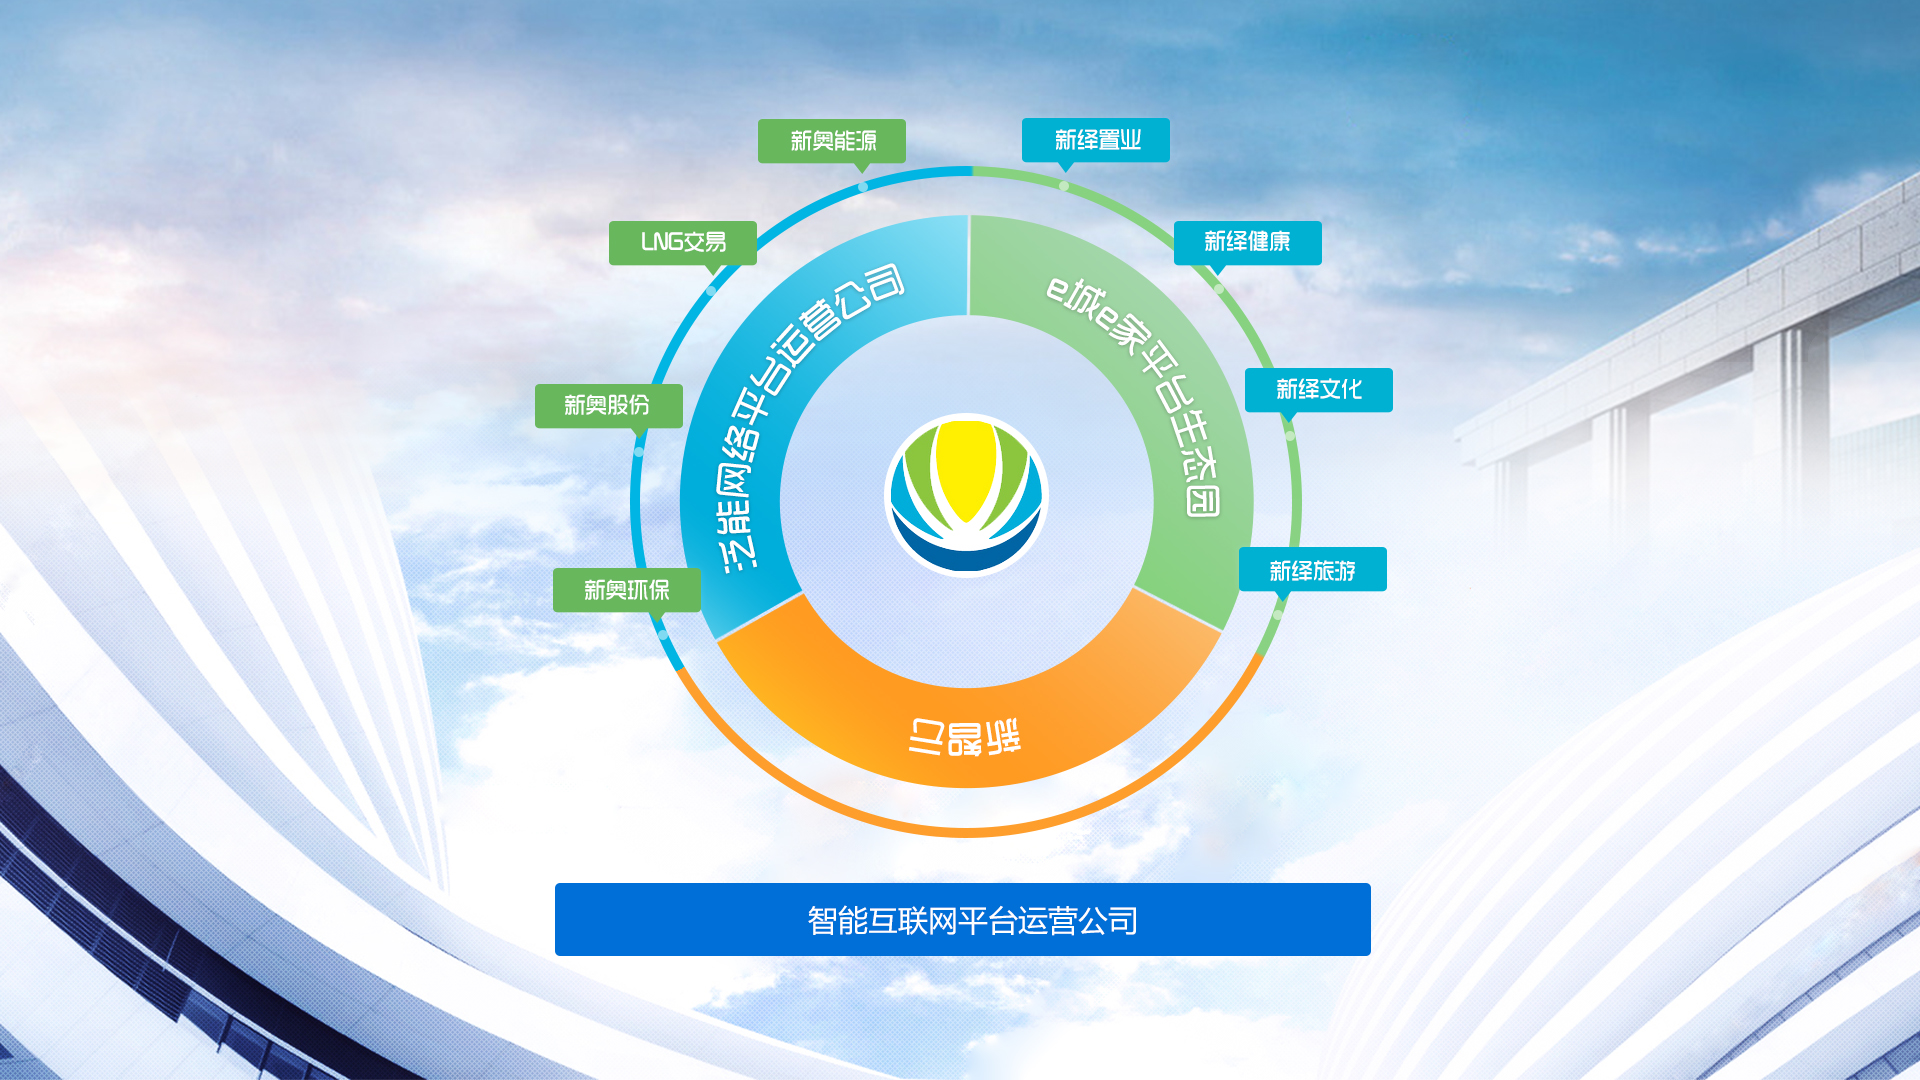 新奥能源
新绎置业
LNG交易
新绎健康
新奥股份
新绎文化
新奥环保
新绎旅游
泛能网络平台运营公司
e城e家平台生态园
新智云
智能互联网平台运营公司